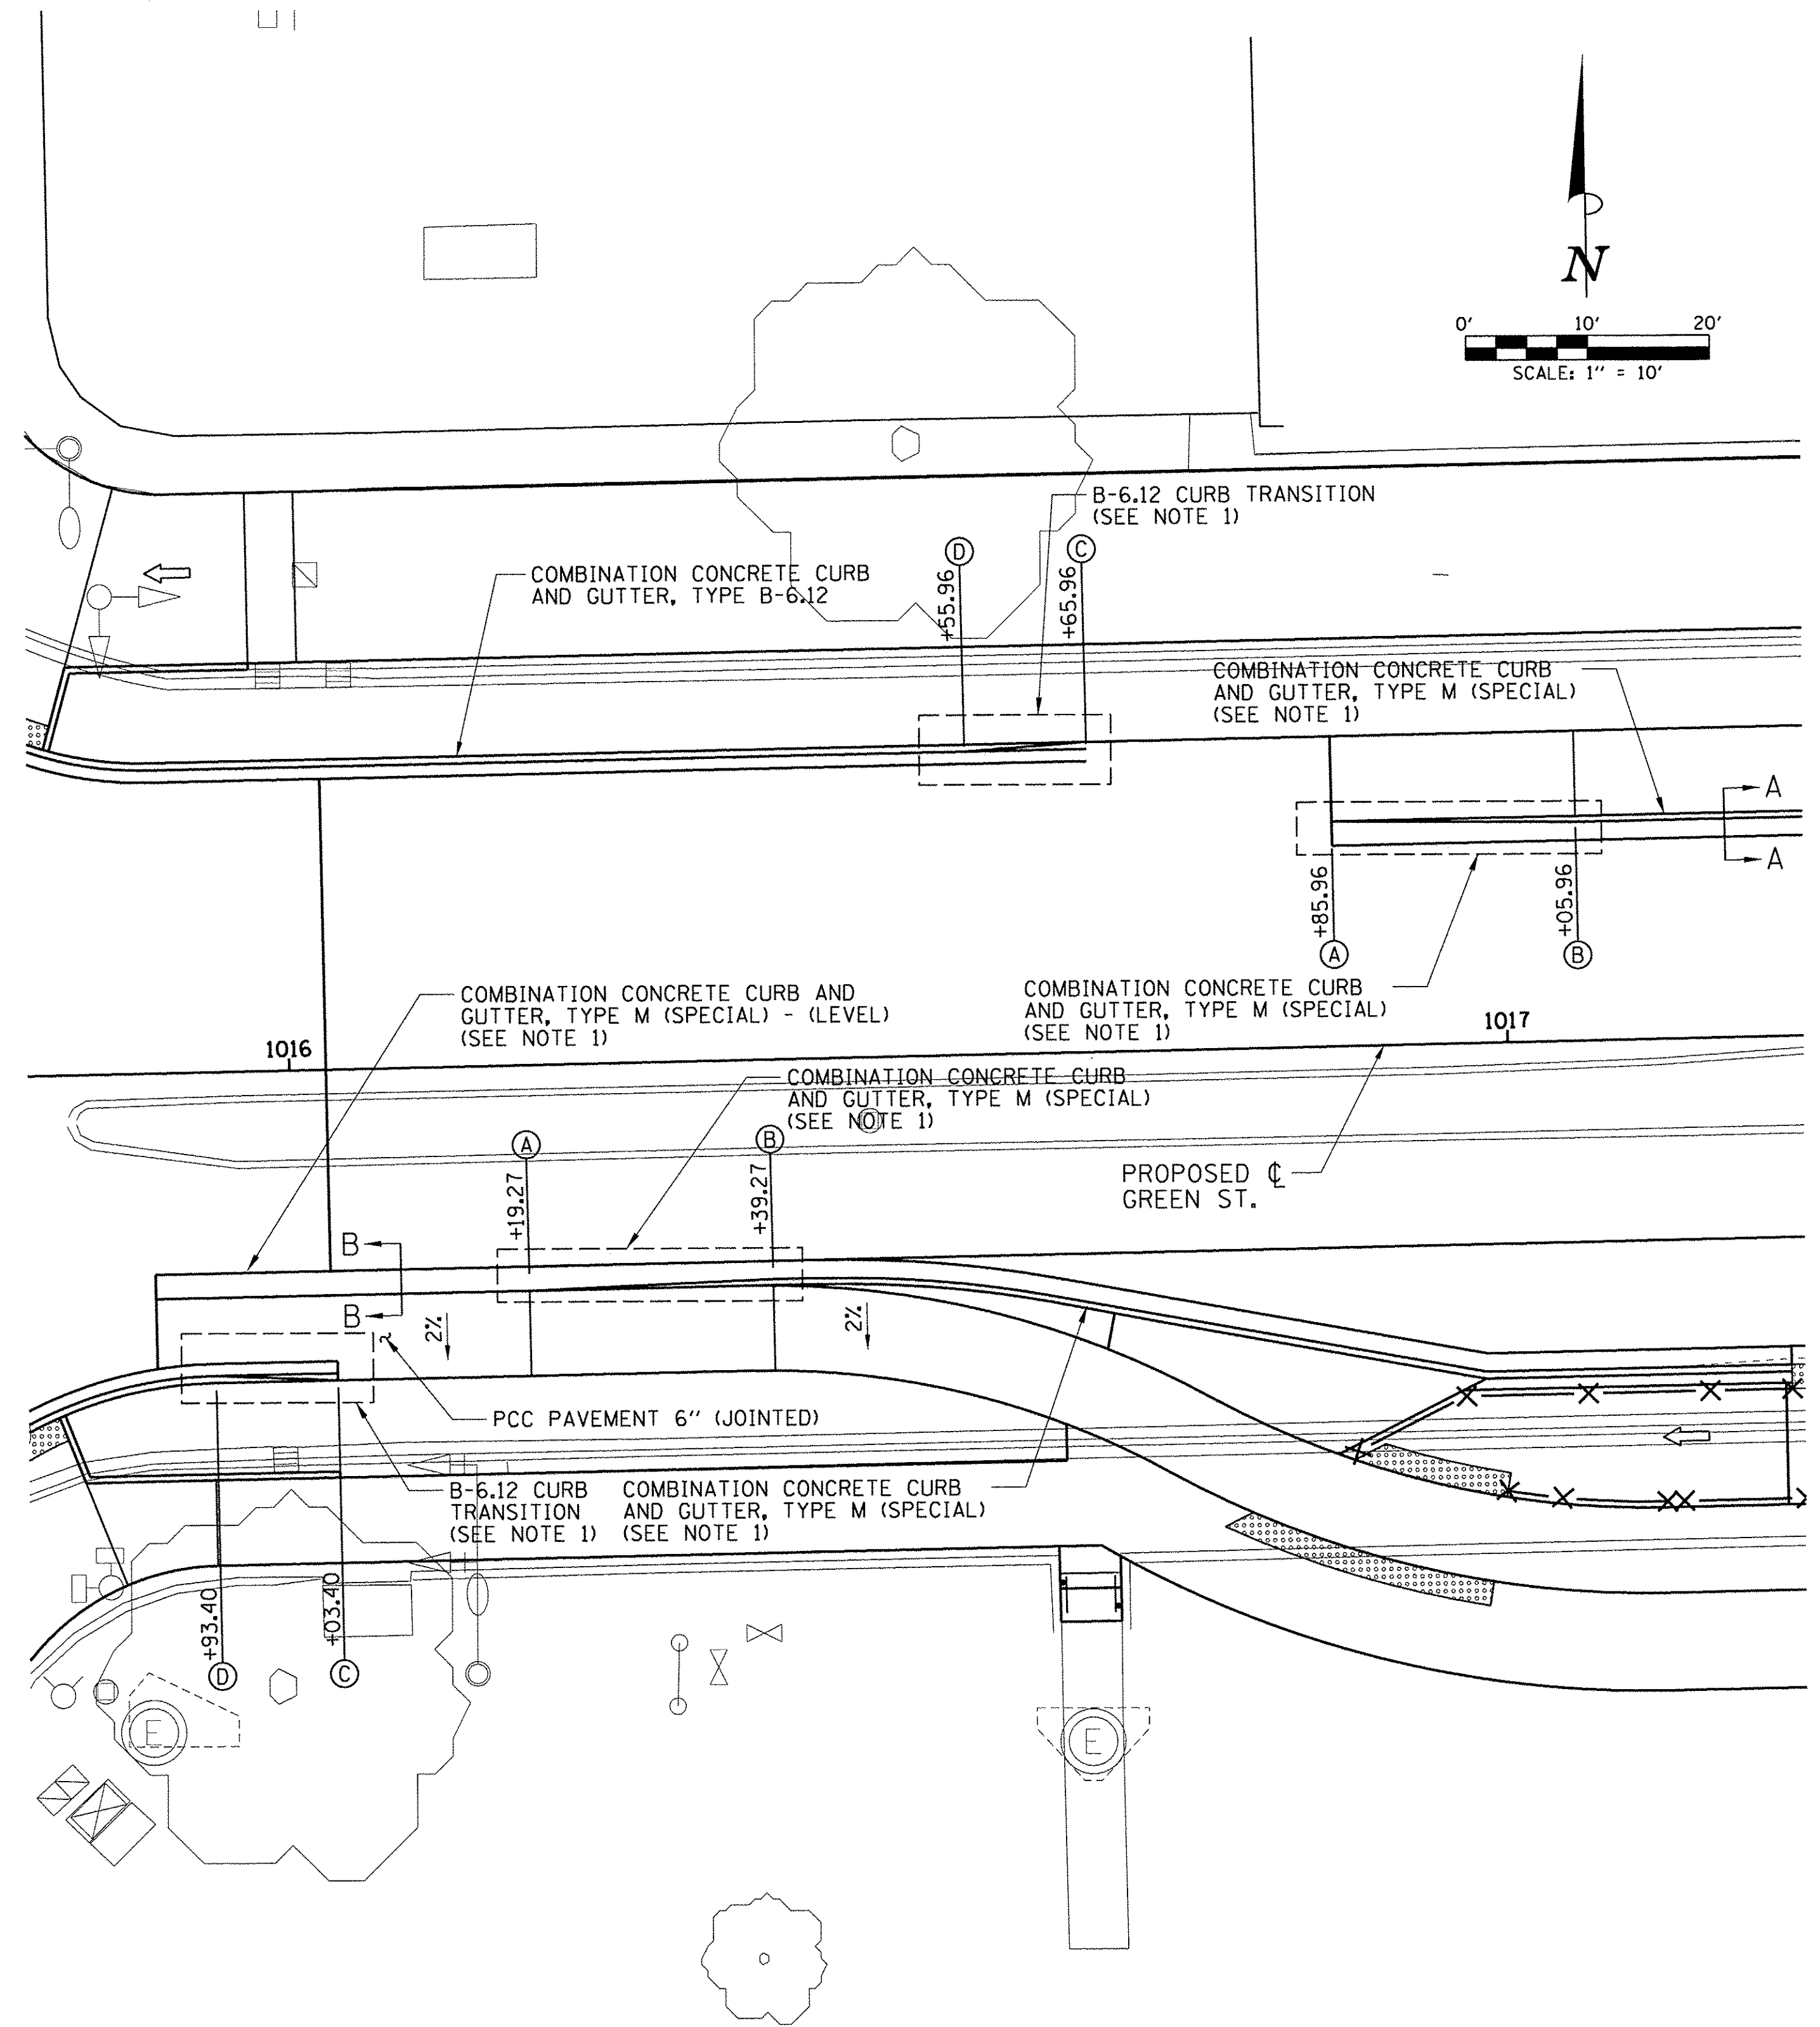 N
0' 10' 20'
SCALE: 1'' = 10'
B-6.12 CURB TRANSITION
(SEE NOTE 1)
D
C
+55.96
+65.96
COMBINATION CONCRETE CURB
AND GUTTER, TYPE B-6.12
COMBINATION CONCRETE CURB
AND GUTTER, TYPE M (SPECIAL)
(SEE NOTE 1)
A
A
+85.96
+05.96
A
B
COMBINATION CONCRETE CURB AND
GUTTER, TYPE M (SPECIAL) - (LEVEL)
(SEE NOTE 1)
COMBINATION CONCRETE CURB
AND GUTTER, TYPE M (SPECIAL)
(SEE NOTE 1)
1016
1017
COMBINATION CONCRETE CURB
AND GUTTER, TYPE M (SPECIAL)
(SEE NOTE 1)
A
B
+19.27
+39.27
PROPOSED ℄
GREEN ST.
B
B
2%
2%
PCC PAVEMENT 6'' (JOINTED)
B-6.12 CURB
TRANSITION
(SEE NOTE 1)
COMBINATION CONCRETE CURB
AND GUTTER, TYPE M (SPECIAL)
(SEE NOTE 1)
+93.40
+03.40
D
C
E
E